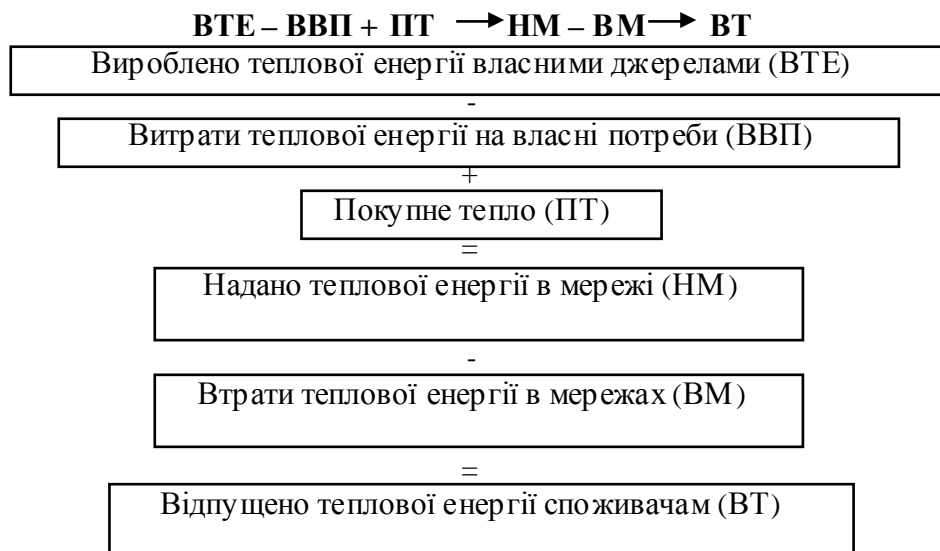 ВТЕ – ВВП + ПТ → НМ – ВМ → ВТ
Вироблено теплової енергії власними джерелами (ВТЕ)
-
Витрати теплової енергії на власні потреби (ВВП)
+
Покупне тепло (ПТ)
=
Надано теплової енергії в мережі (НМ)
-
Втрати теплової енергії в мережах (ВМ)
=
Відпущено теплової енергії споживачам (ВТ)